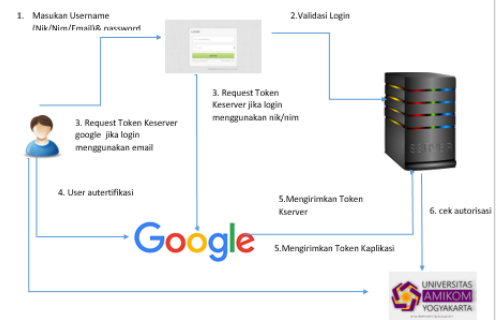 1. Masukan Username
(Nik/Nim/Email)& password
2.Validasi Login
3. Request Token
Keserver jika login
menggunakan nik/nim
3. Request Token Keserver
google jika login
menggunakan email
SERVER
4. User autertifikasi
5.Mengirimkan Token
Kserver
6. cek autorisasi
Google
5.Mengirimkan Token Kaplikasi
UNIVERSITAS
AMIKOM
YOGYAKARTA